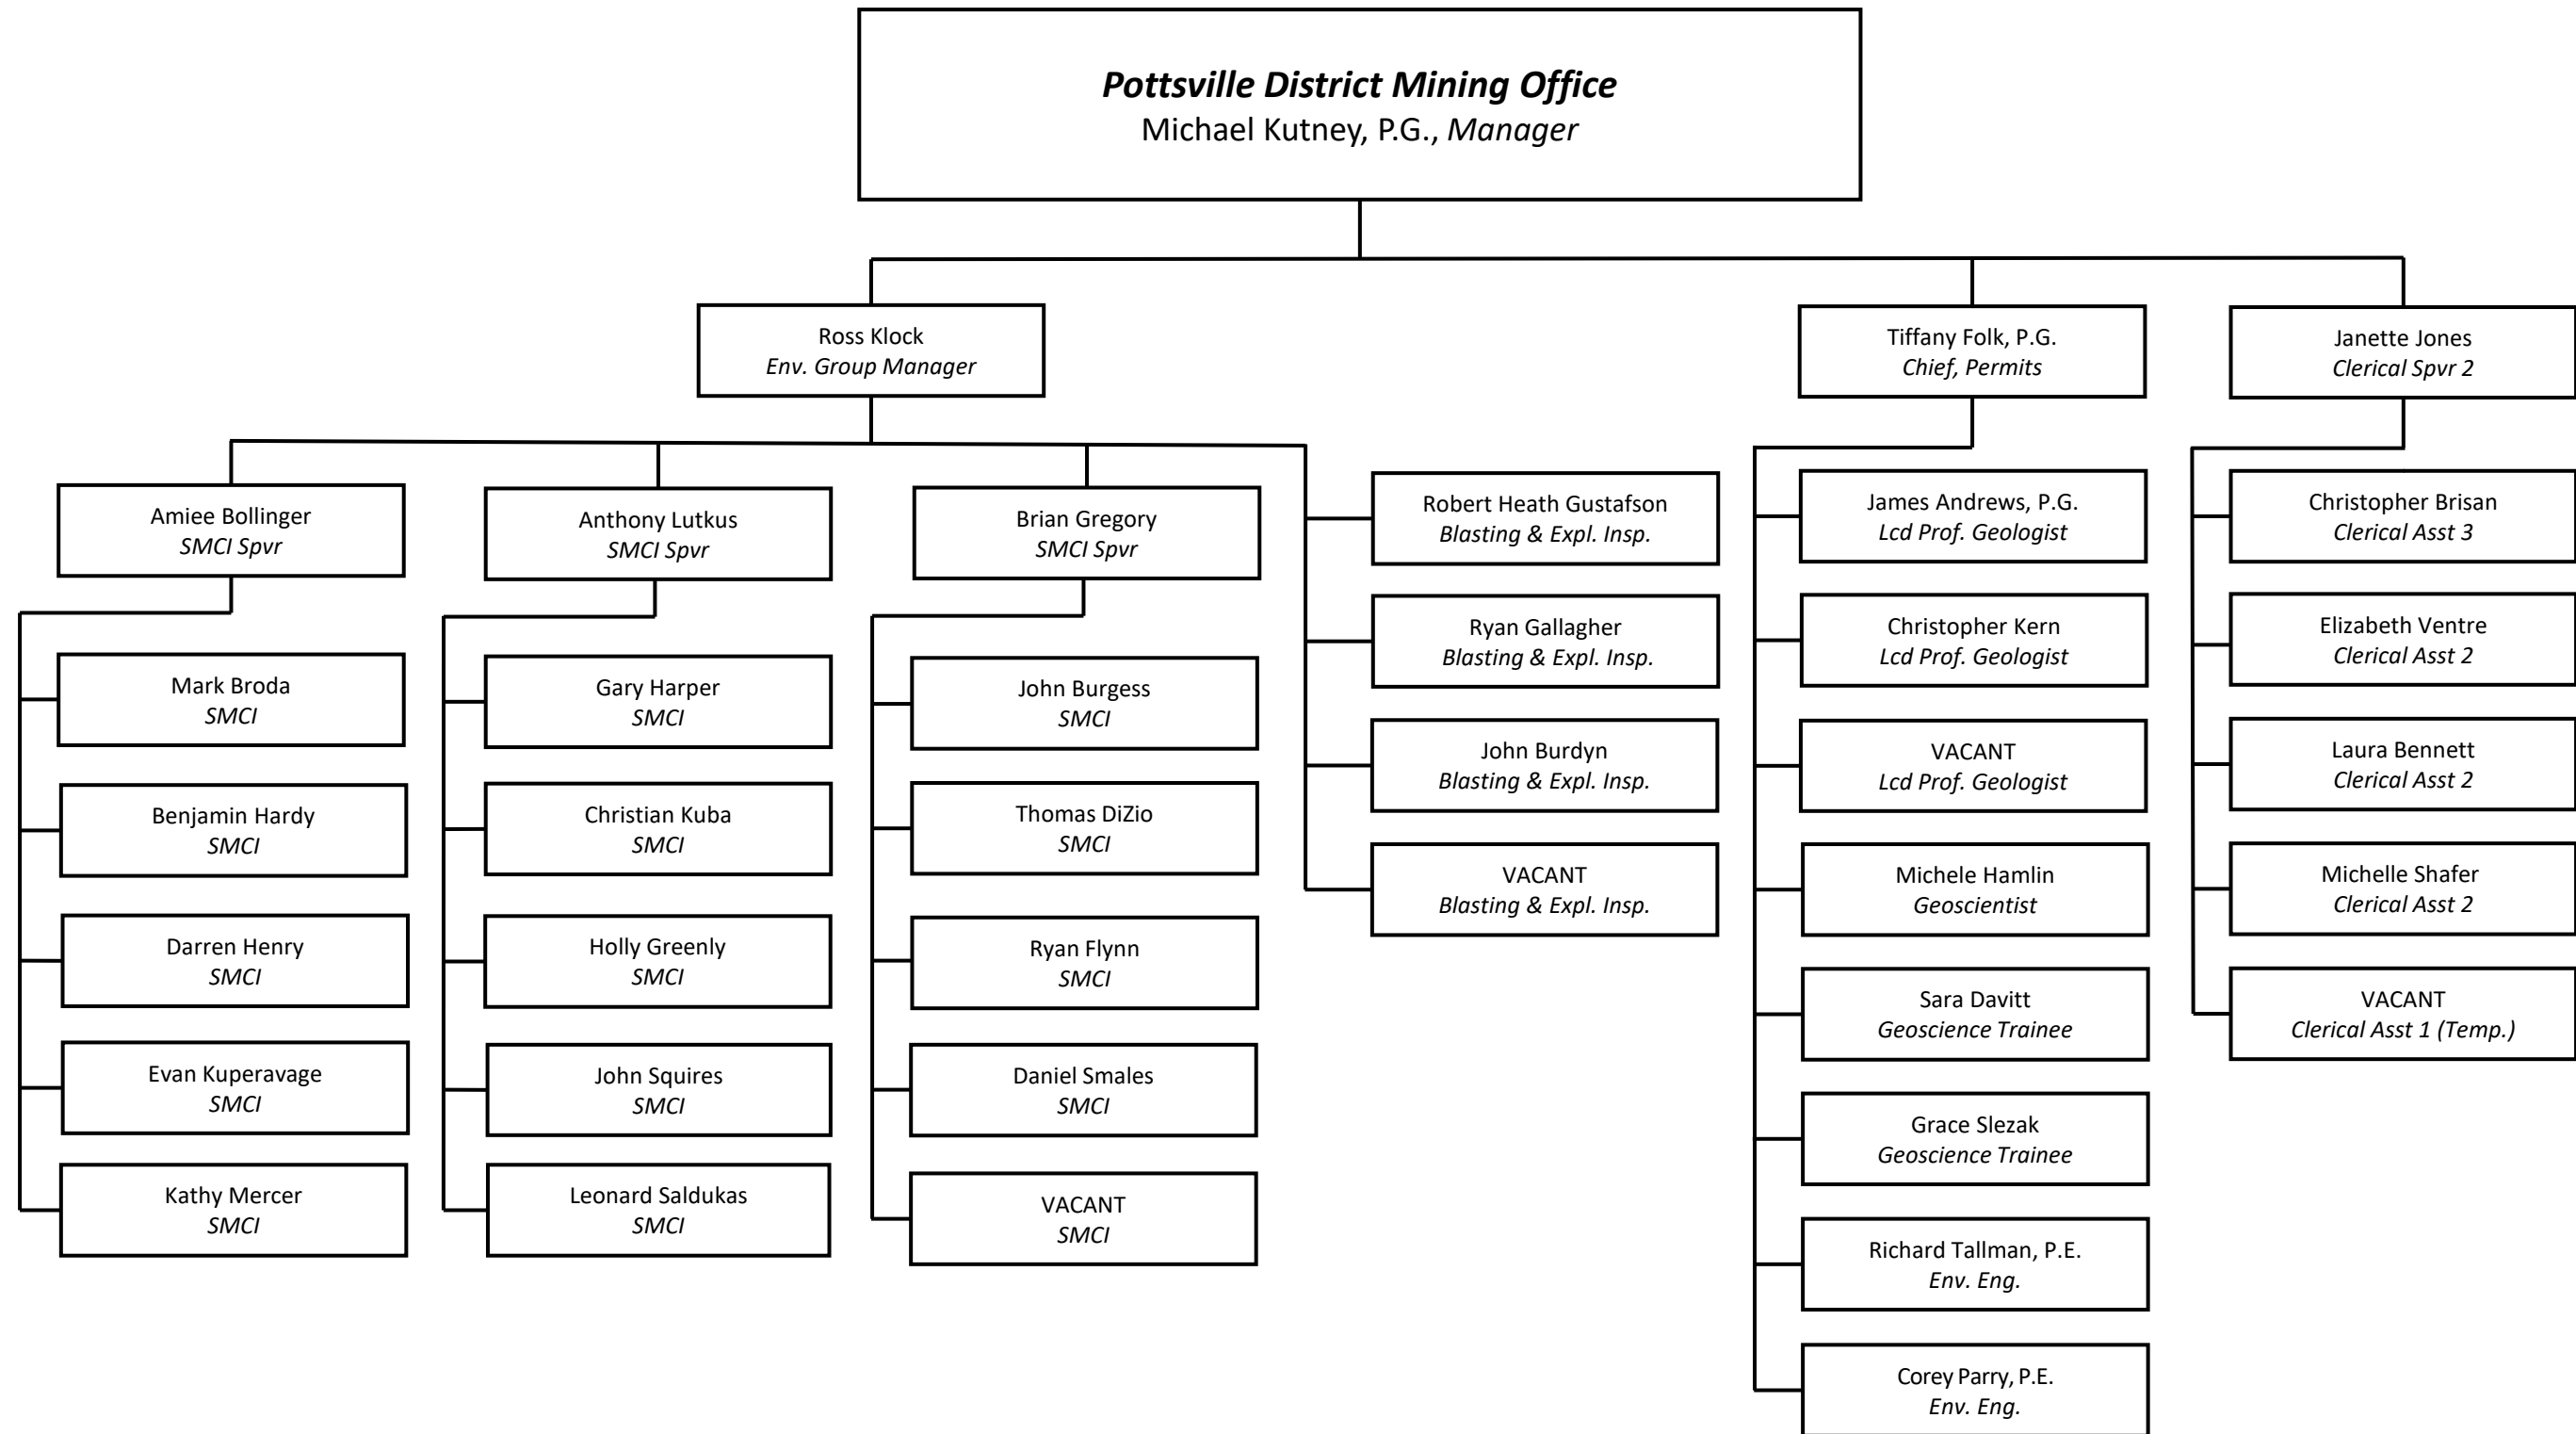 Pottsville District Mining Office
Michael Kutney, P.G., Manager
Ross Klock
Env. Group Manager
Tiffany Folk, P.G.
Chief, Permits
Janette Jones
Clerical Spvr 2
Amiee Bollinger
SMCI Spvr
Mark Broda
SMCI
Benjamin Hardy
SMCI
Darren Henry
SMCI
Evan Kuperavage
SMCI
Kathy Mercer
SMCI
Anthony Lutkus
SMCI Spvr
Gary Harper
SMCI
Christian Kuba
SMCI
Holly Greenly
SMCI
John Squires
SMCI
Leonard Saldukas
SMCI
Brian Gregory
SMCI Spvr
John Burgess
SMCI
Thomas DiZio
SMCI
Ryan Flynn
SMCI
Daniel Smales
SMCI
VACANT
SMCI
Robert Heath Gustafson
Blasting & Expl. Insp.
Ryan Gallagher
Blasting & Expl. Insp.
John Burdyn
Blasting & Expl. Insp.
VACANT
Blasting & Expl. Insp.
James Andrews, P.G.
Lcd Prof. Geologist
Christopher Kern
Lcd Prof. Geologist
VACANT
Lcd Prof. Geologist
Michele Hamlin
Geoscientist
Sara Davitt
Geoscience Trainee
Grace Slezak
Geoscience Trainee
Richard Tallman, P.E.
Env. Eng.
Corey Parry, P.E.
Env. Eng.
Christopher Brisan
Clerical Asst 3
Elizabeth Ventre
Clerical Asst 2
Laura Bennett
Clerical Asst 2
Michelle Shafer
Clerical Asst 2
VACANT
Clerical Asst 1 (Temp.)